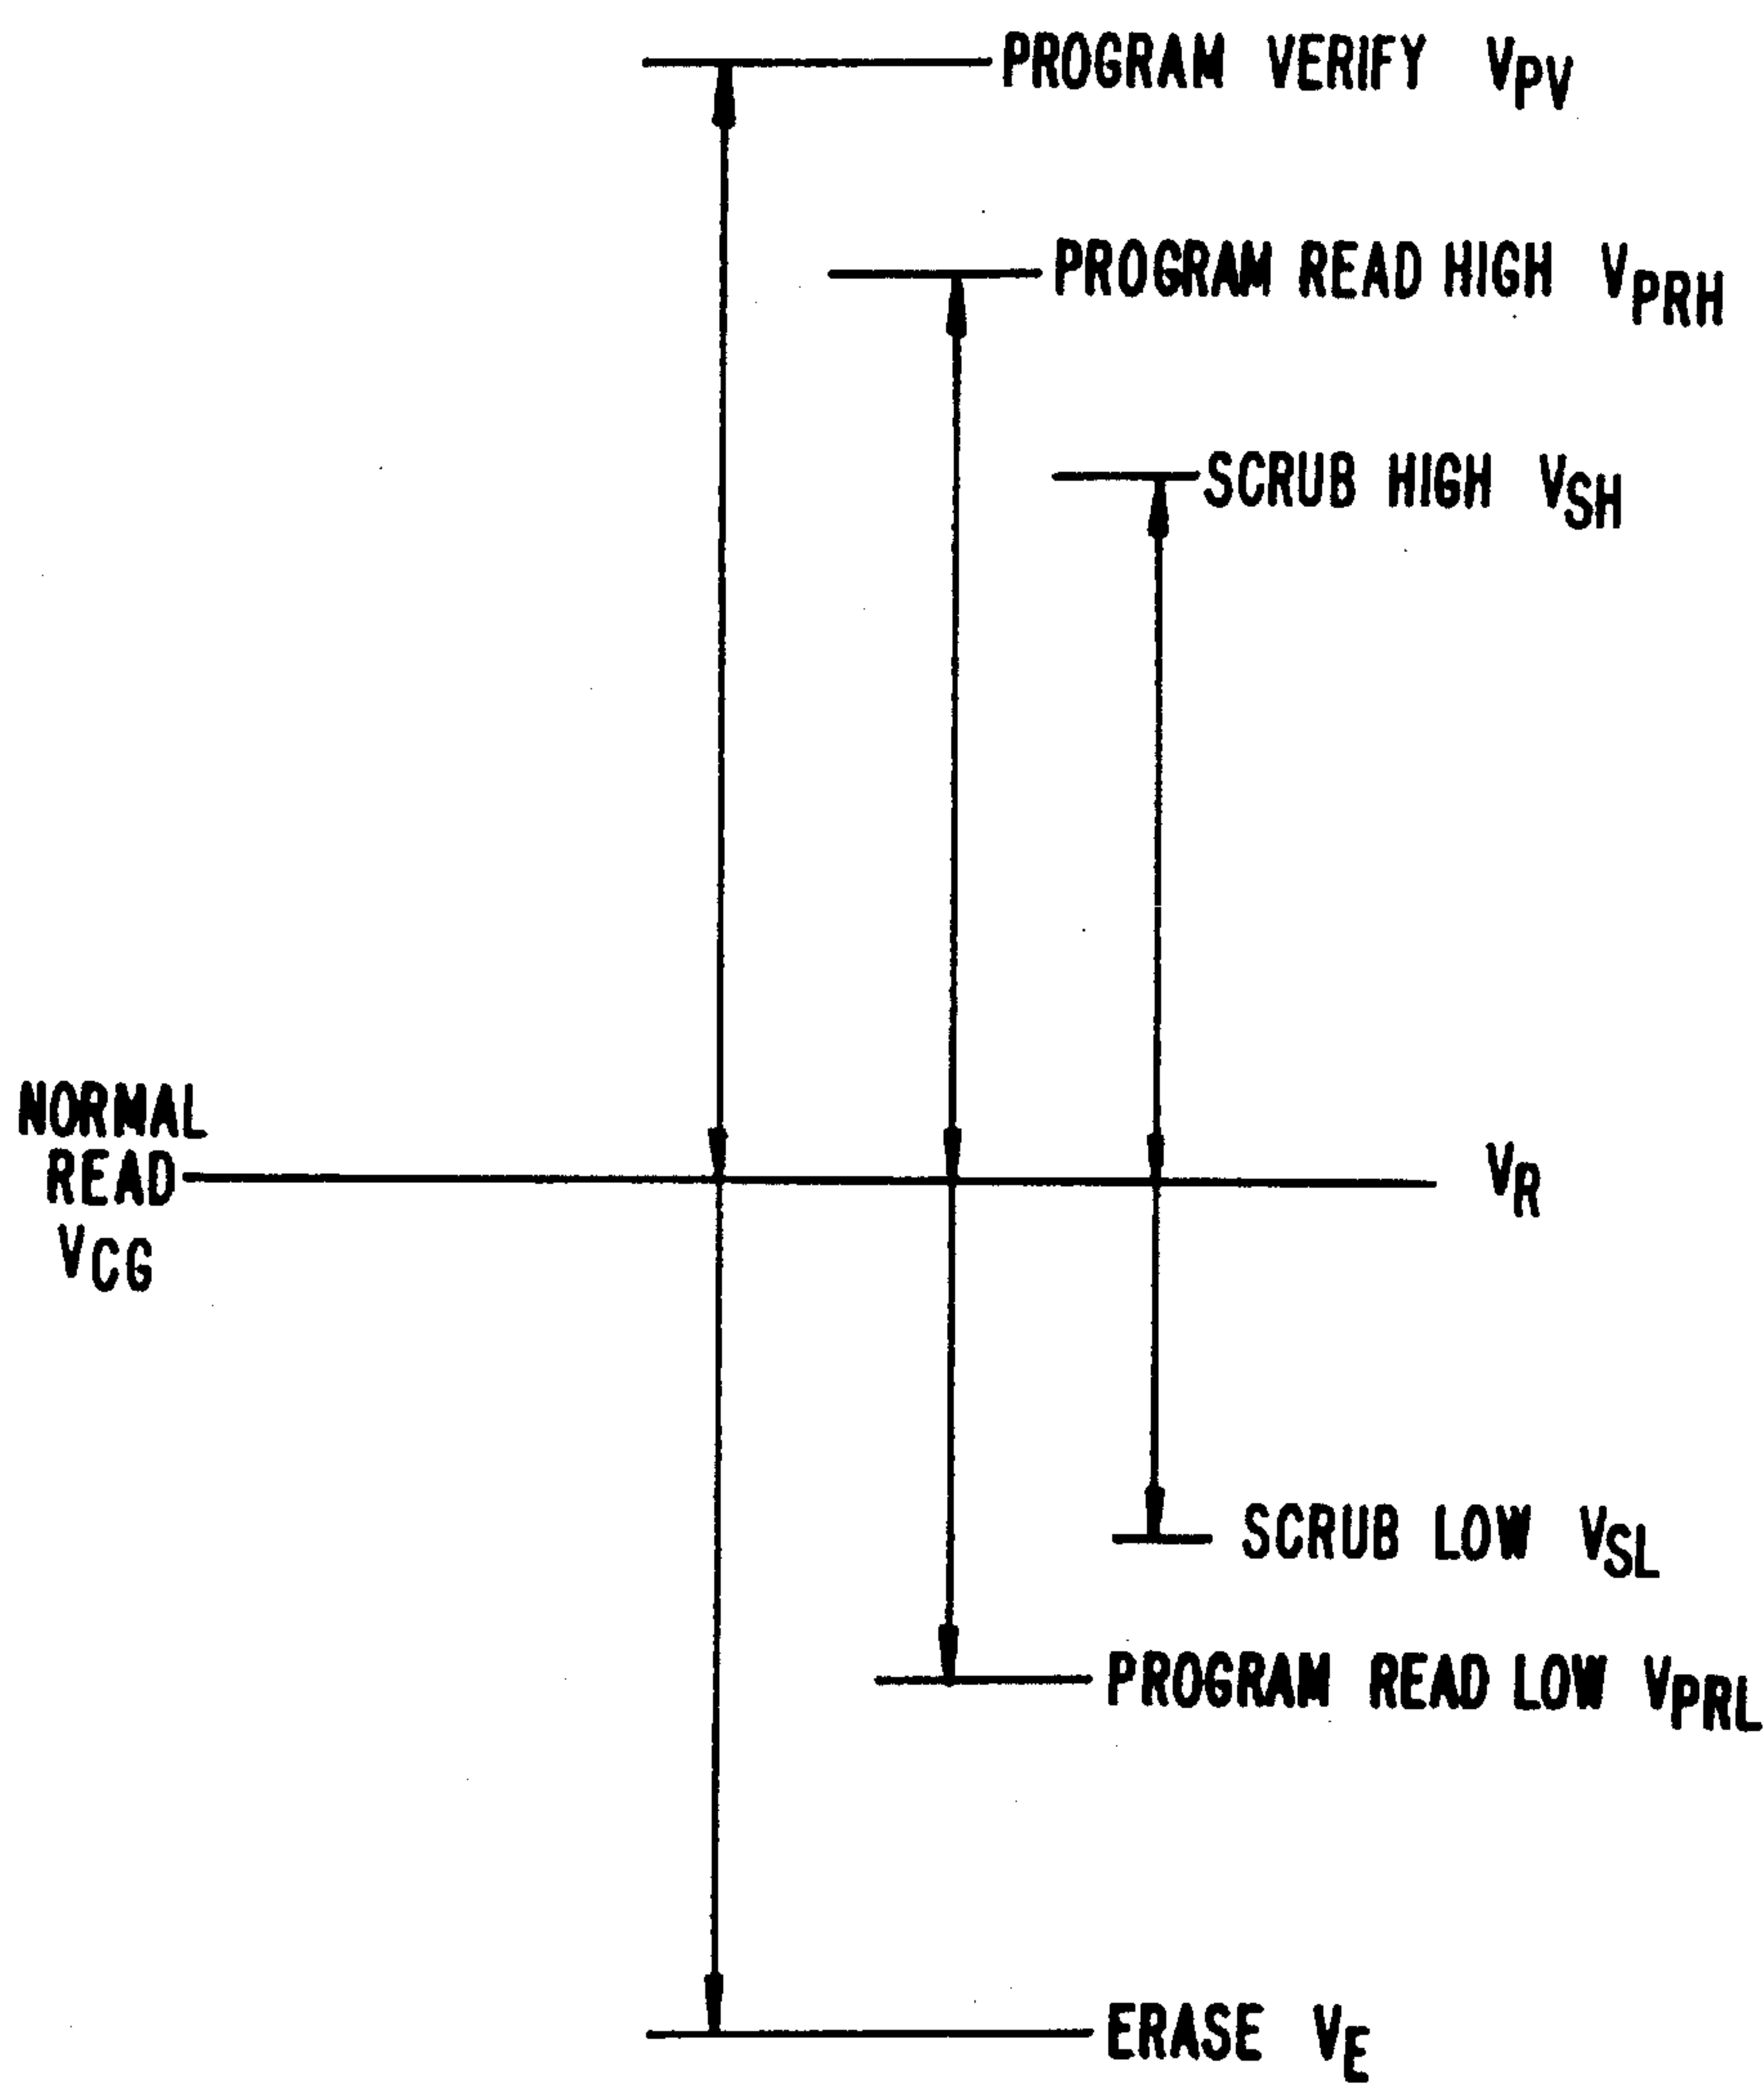 PROGRAM VERIFY VPV
PROGRAM READ HIGH VPRH
SCRUB HIGH VSH
NORMAL
READ
VCG
VR
SCRUB LOW VSL
PROGRAM READ LOW VPRL
ERASE VE